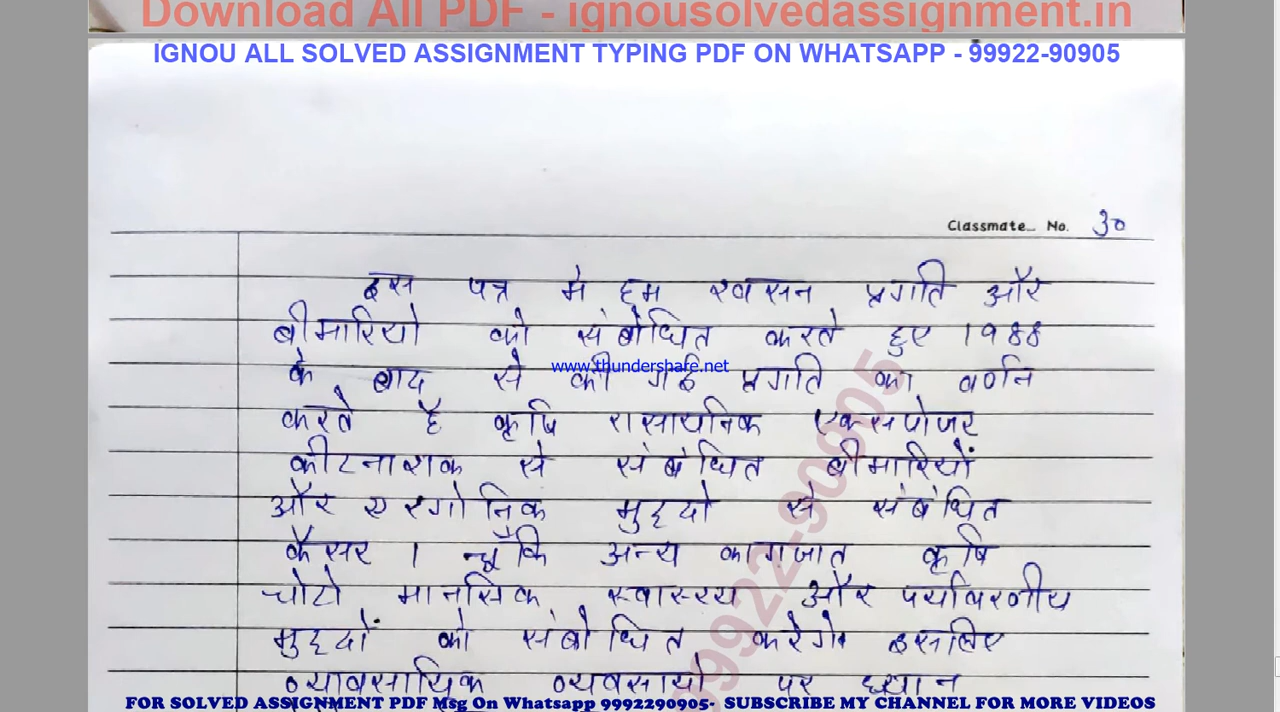 Download All PDF - ignousolvedassignment.in
IGNOU ALL SOLVED ASSIGNMENT TYPING PDF ON WHATSAPP - 99922-90905
Classmate No. 30
इस पत्र मे हम श्वसन प्रगति और
बीमारियो को संबोधित करते हुए 1988
के बाद से की गई प्रगति का वर्णन
www.thundershare.net
करते है कृषि रासायनिक एक्सपोजर
कीटनाशक से संबंधित बीमारियों
और एरगोनिक मुद्दो से संबंधित
कैसर । चूँकि अन्य कागजात कृषि
चोटो मानसिक स्वास्थ्य और पर्यावरणीय
मुद्दों को संबोधित करेगे इसलिए
व्यावसायिक व्यवसायो पर ध्यान
99922-90905
FOR SOLVED ASSIGNMENT PDF Msg On Whatsapp 9992290905- SUBSCRIBE MY CHANNEL FOR MORE VIDEOS